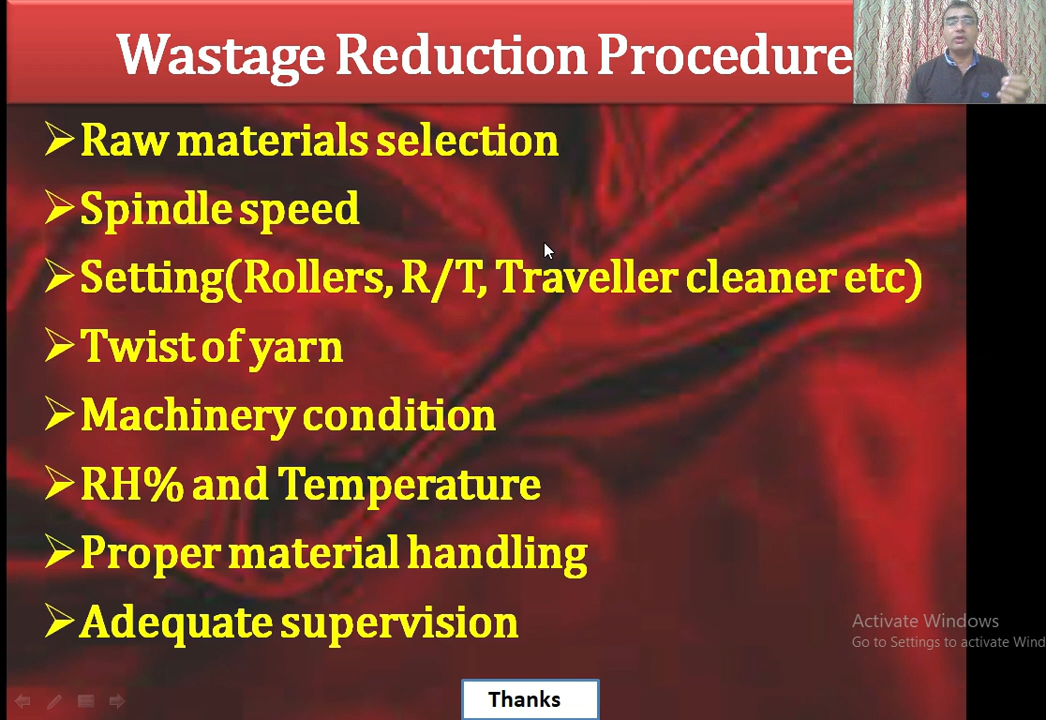 Wastage Reduction Procedure
➢Raw materials selection
➢Spindle speed
➢Setting(Rollers, R/T, Traveller cleaner etc)
➢Twist of yarn
➢Machinery condition
➢RH% and Temperature
➢Proper material handling
➢Adequate supervision
Activate Windows
Go to Settings to activate Wind
Thanks